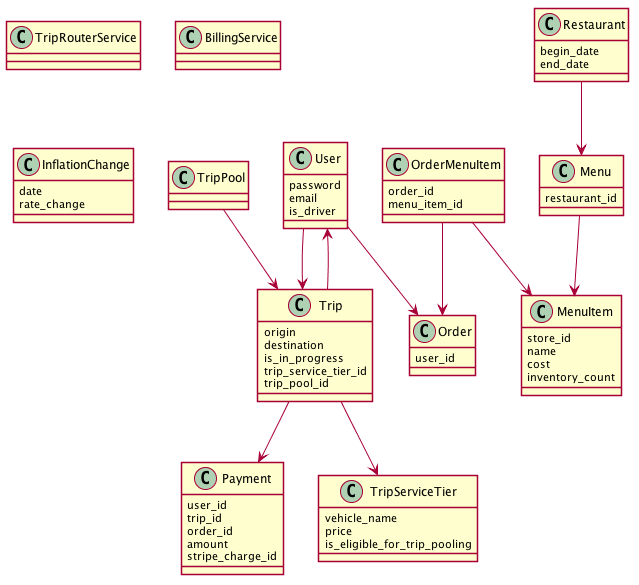 C TripRouterService
C BillingService
C Restaurant
begin_date
end_date
C InflationChange
date
rate_change
C TripPool
C User
password
email
is_driver
C OrderMenuItem
order_id
menu_item_id
C Menu
restaurant_id
C Trip
origin
destination
is_in_progress
trip_service_tier_id
trip_pool_id
C Order
user_id
C MenuItem
store_id
name
cost
inventory_count
C Payment
user_id
trip_id
order_id
amount
stripe_charge_id
C TripServiceTier
vehicle_name
price
is_eligible_for_trip_pooling